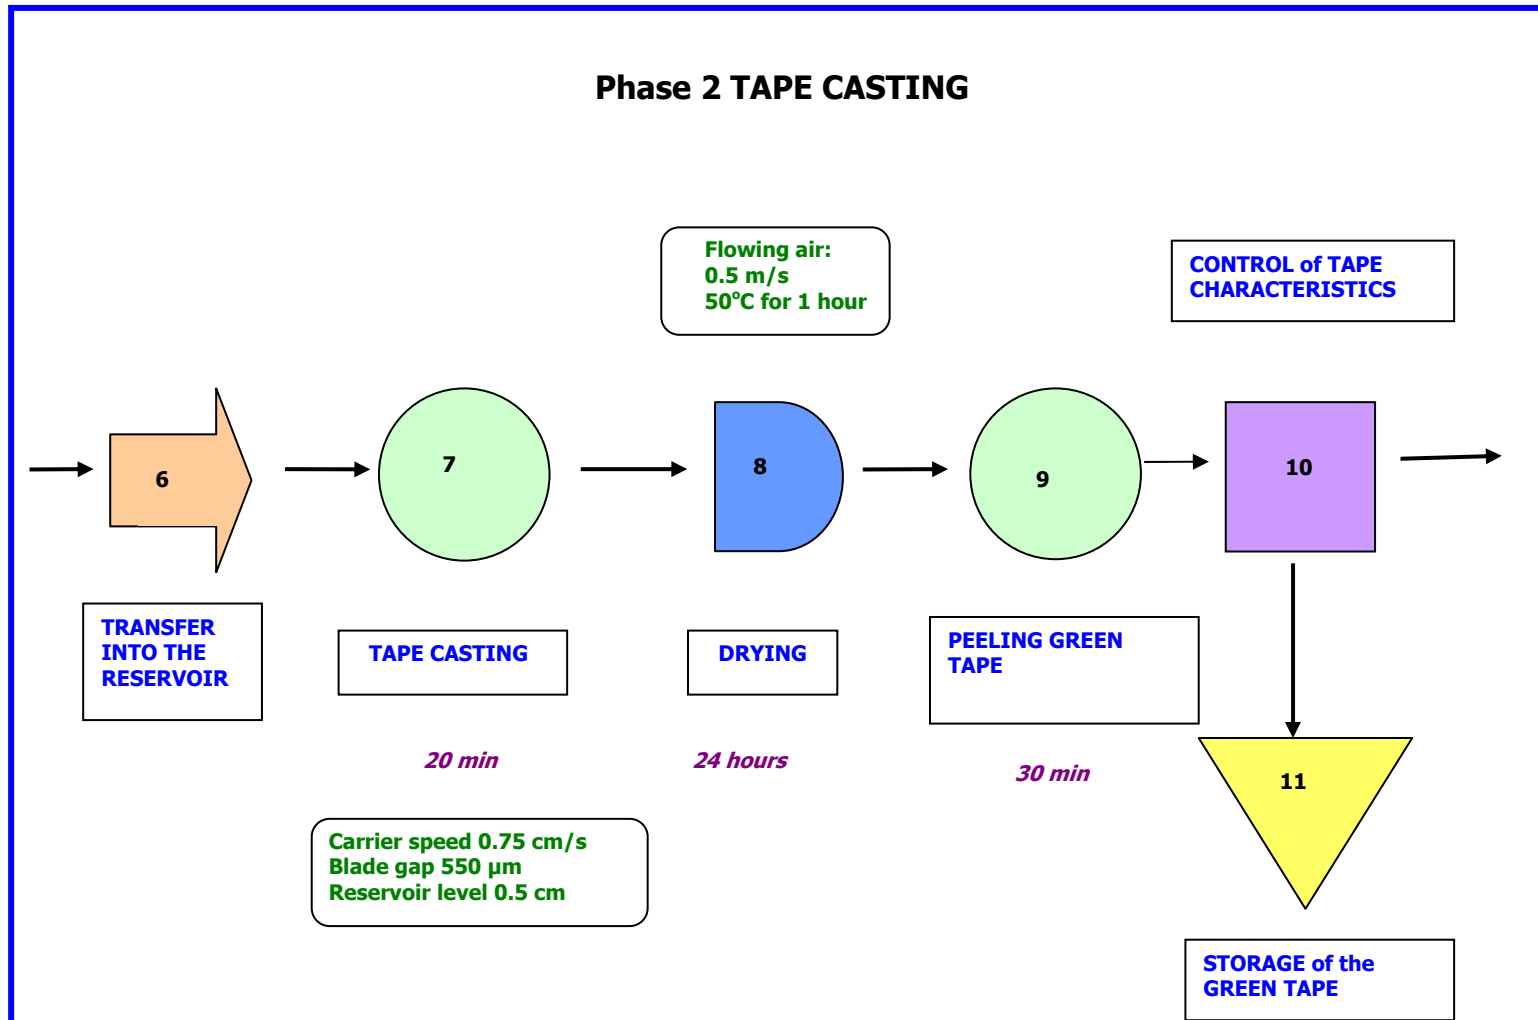 Phase 2 TAPE CASTING
Flowing air:
0.5 m/s
50°C for 1 hour
CONTROL of TAPE
CHARACTERISTICS
6
7
8
9
10
TRANSFER
INTO THE
RESERVOIR
TAPE CASTING
DRYING
PEELING GREEN
TAPE
20 min
24 hours
30 min
11
Carrier speed 0.75 cm/s
Blade gap 550 µm
Reservoir level 0.5 cm
STORAGE of the
GREEN TAPE